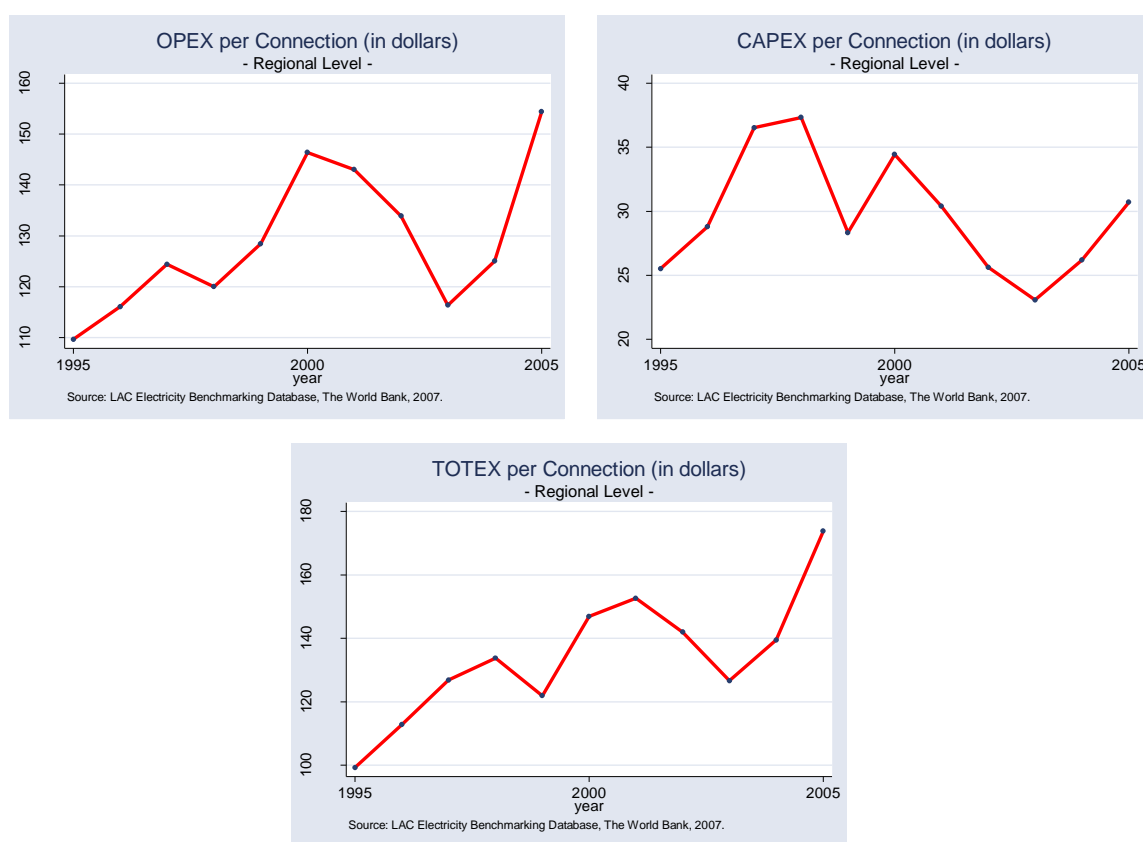 OPEX per Connection (in dollars)
- Regional Level -
160
150
140
130
120
110
1995
2000
2005
year
Source: LAC Electricity Benchmarking Database, The World Bank, 2007.
CAPEX per Connection (in dollars)
- Regional Level -
40
35
30
25
20
1995
2000
2005
year
Source: LAC Electricity Benchmarking Database, The World Bank, 2007.
TOTEX per Connection (in dollars)
- Regional Level -
180
160
140
120
100
1995
2000
2005
year
Source: LAC Electricity Benchmarking Database, The World Bank, 2007.